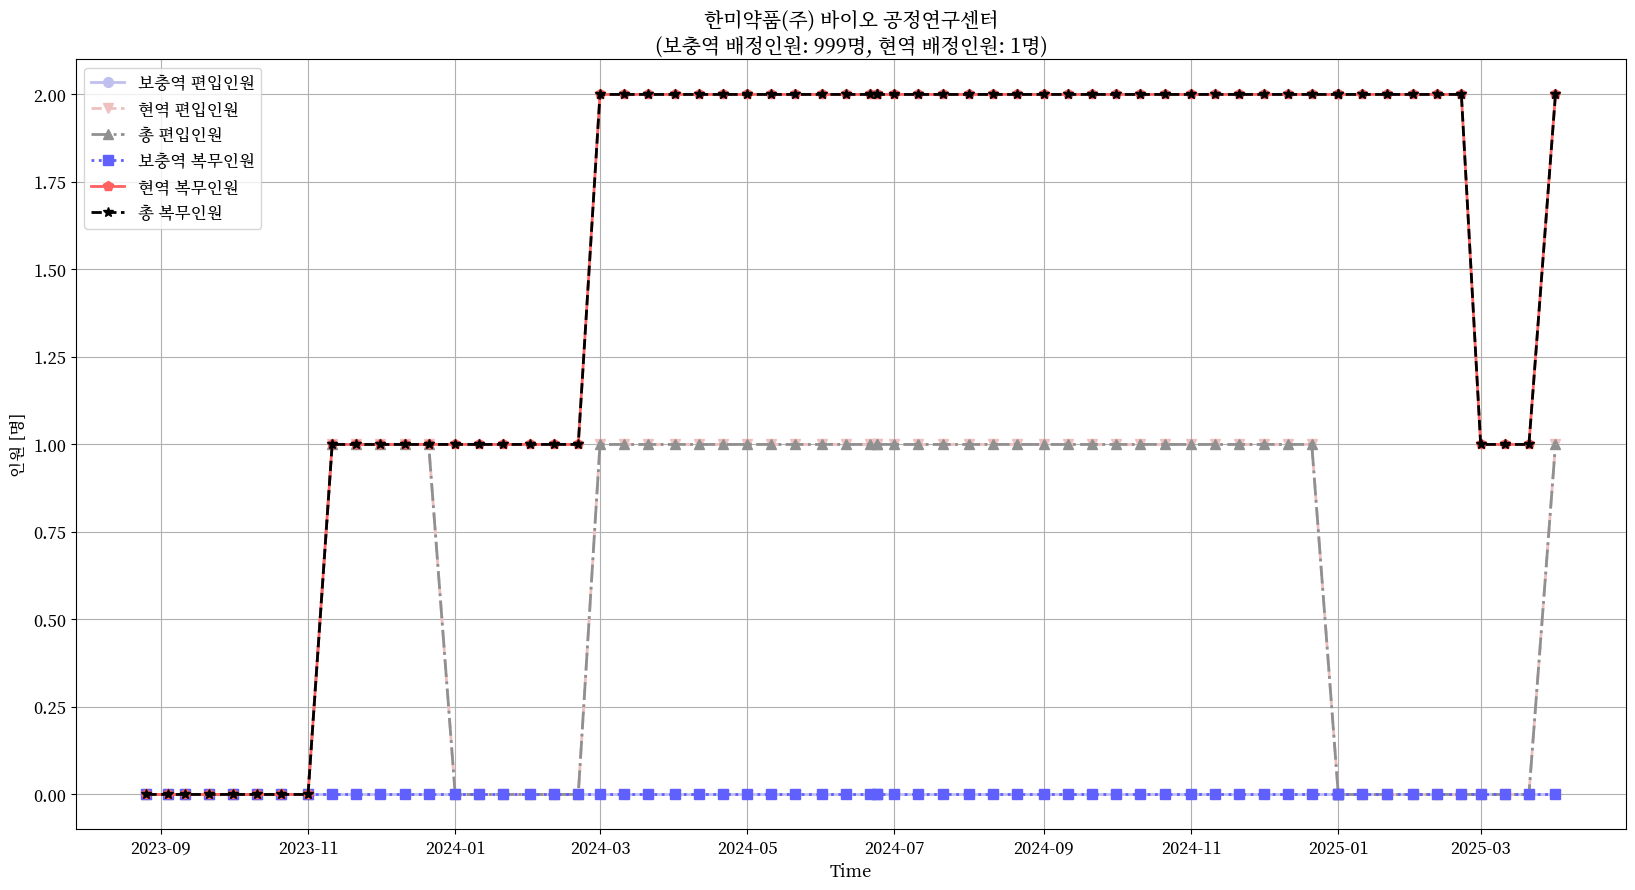 한미약품(주) 바이오 공정연구센터
(보충역 배정인원: 999명, 현역 배정인원: 1명)
보충역 편입인원
현역 편입인원
총 편입인원
보충역 복무인원
현역 복무인원
총 복무인원
2.00
1.75
1.50
1.25
1.00
0.75
0.50
0.25
0.00
인원 [명]
2023-09 2023-11 2024-01 2024-03 2024-05 2024-07 2024-09 2024-11 2025-01 2025-03
Time